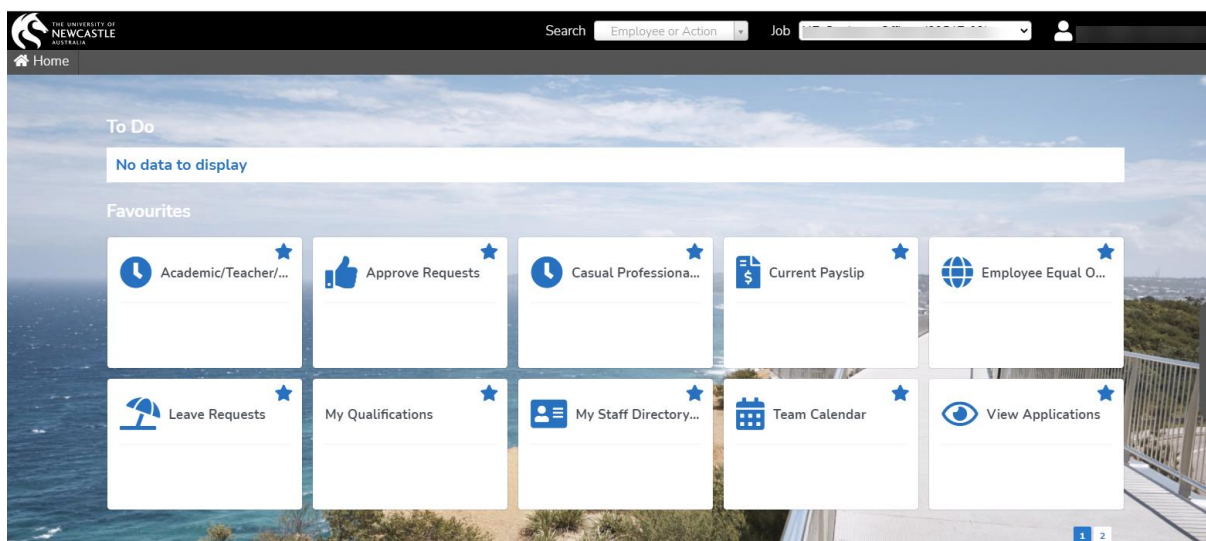 THE UNIVERSITY OF
NEWCASTLE
AUSTRALIA
Search Employee or Action Job
Home
To Do
No data to display
Favourites
Academic/Teacher/... Approve Requests Casual Professiona... Current Payslip Employee Equal O...
Leave Requests My Qualifications My Staff Directory... Team Calendar View Applications
1 2